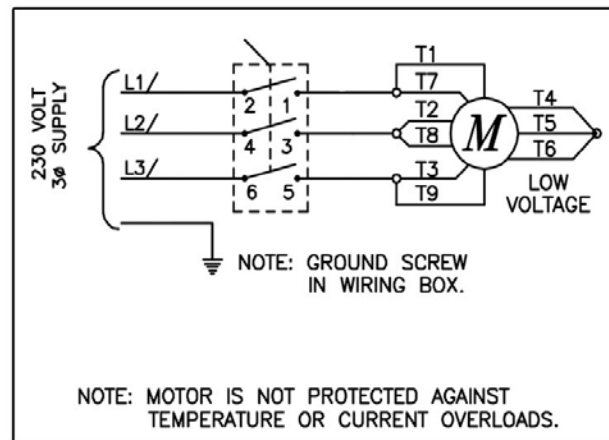 230 VOLT
3ø SUPPLY
L1/
L2/
L3/
2 1
4 3
6 5
T1
T7
T2
T8
T3
T9
M
T4
T5
T6
LOW
VOLTAGE
NOTE: GROUND SCREW
IN WIRING BOX.
NOTE: MOTOR IS NOT PROTECTED AGAINST
TEMPERATURE OR CURRENT OVERLOADS.